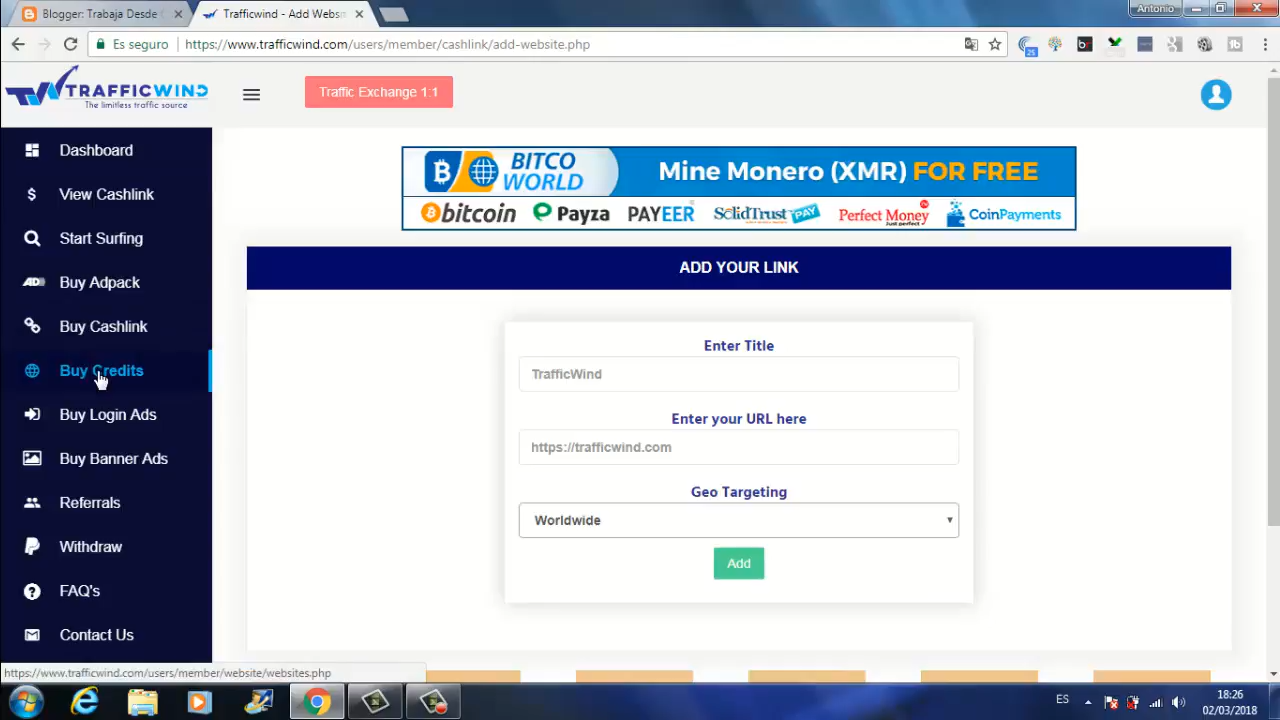 Blogger: Trabaja Desde
Trafficwind - Add Webs
Antonio
Es seguro
https://www.trafficwind.com/users/member/cashlink/add-website.php
25
TRAFFICWIND
The limitless traffic source
Traffic Exchange 1:1
Dashboard
View Cashlink
Start Surfing
Buy Adpack
Buy Cashlink
Buy Credits
Buy Login Ads
Buy Banner Ads
Referrals
Withdraw
FAQ's
Contact Us
BITCO
WORLD
Mine Monero (XMR) FOR FREE
bitcoin
Payza
PAYEER
SolidTrust PAY
Perfect Money
CoinPayments
ADD YOUR LINK
Enter Title
TrafficWind
Enter your URL here
https://trafficwind.com
Geo Targeting
Worldwide
Add
https://www.trafficwind.com/users/member/website/websites.php
ES
18:26
02/03/2018